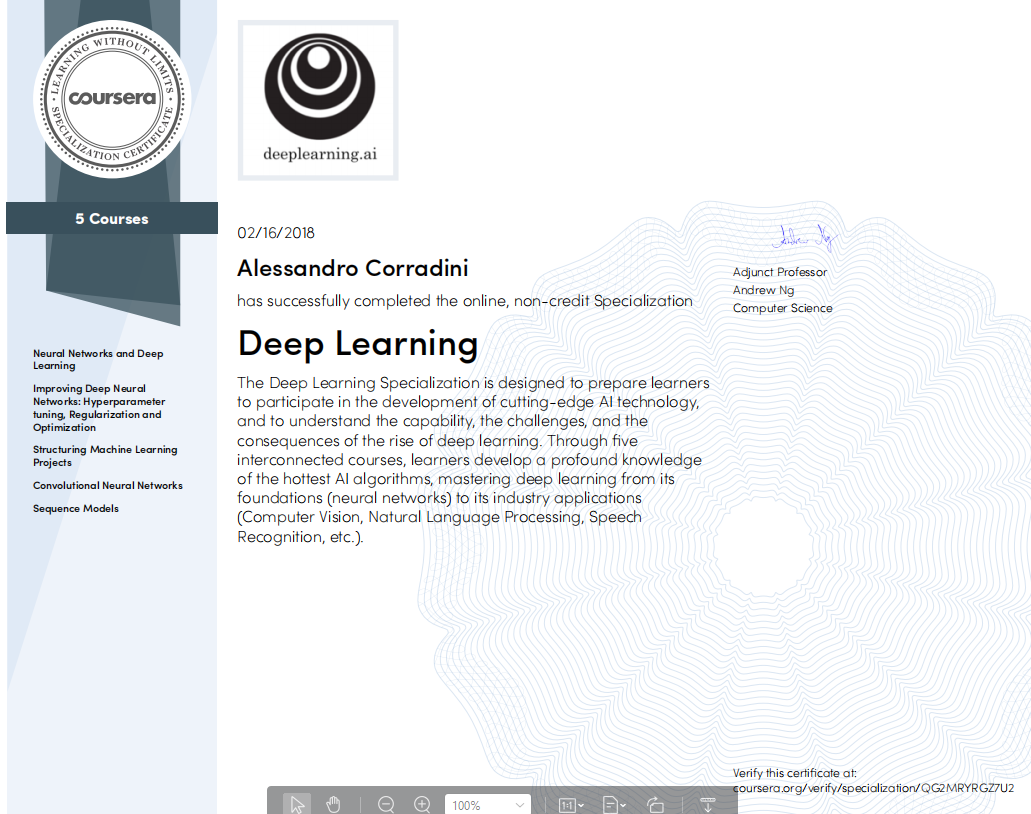 LEARNING WITHOUT LIMITS
coursera
SPECIALIZATION CERTIFICATE
5 Courses
Neural Networks and Deep
Learning
Improving Deep Neural
Networks: Hyperparameter
tuning, Regularization and
Optimization
Structuring Machine Learning
Projects
Convolutional Neural Networks
Sequence Models
deeplearning.ai
02/16/2018
Alessandro Corradini
has successfully completed the online, non-credit Specialization
Deep Learning
The Deep Learning Specialization is designed to prepare learners
to participate in the development of cutting-edge AI technology,
and to understand the capability, the challenges, and the
consequences of the rise of deep learning. Through five
interconnected courses, learners develop a profound knowledge
of the hottest AI algorithms, mastering deep learning from its
foundations (neural networks) to its industry applications
(Computer Vision, Natural Language Processing, Speech
Recognition, etc.).
Andrew Ng
Adjunct Professor
Andrew Ng
Computer Science
Verify this certificate at:
coursera.org/verify/specialization/QG2MRYRGZ7U2
100%
1:1